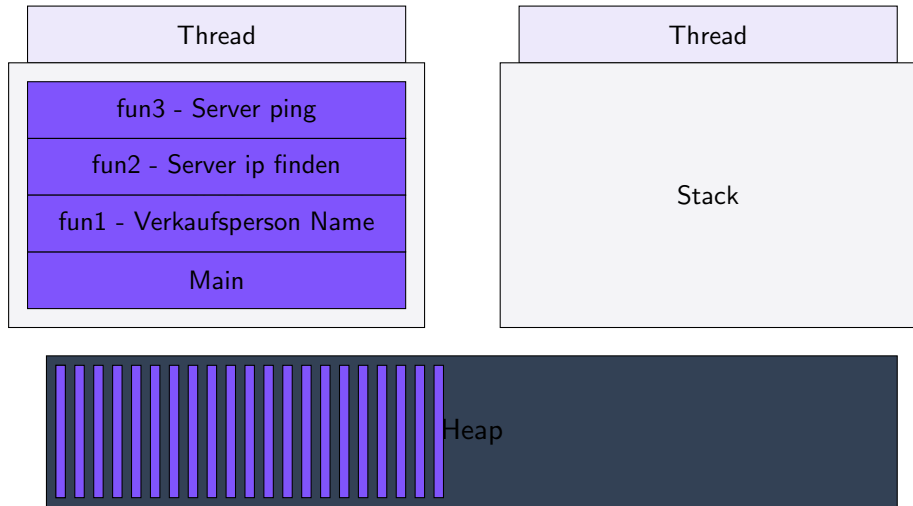 Thread
Thread
fun3 - Server ping
fun2 - Server ip finden
fun1 - Verkaufsperson Name
Main
Stack
Heap